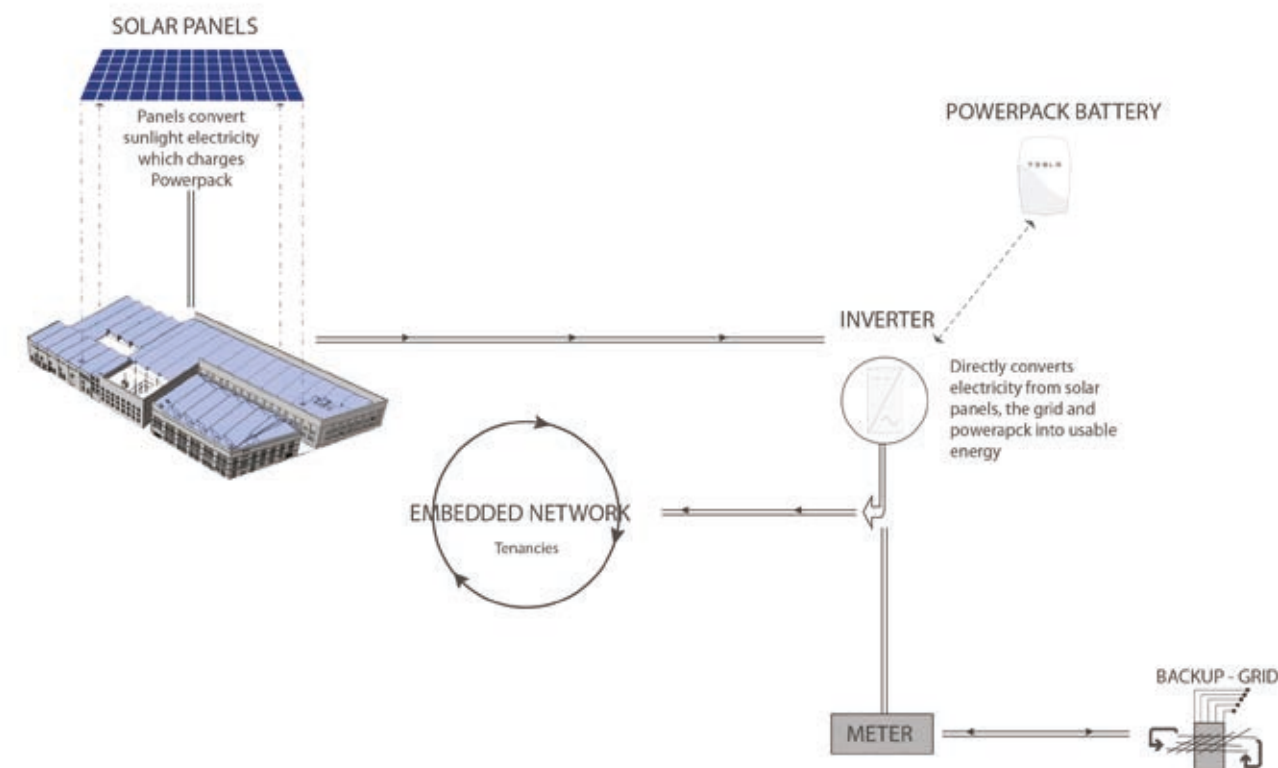 SOLAR PANELS
Panels convert
sunlight electricity
which charges
Powerpack
POWERPACK BATTERY
TESLA
INVERTER
Directly converts
electricity from solar
panels, the grid and
powerapck into usable
energy
EMBEDDED NETWORK
Tenancies
METER
BACKUP - GRID